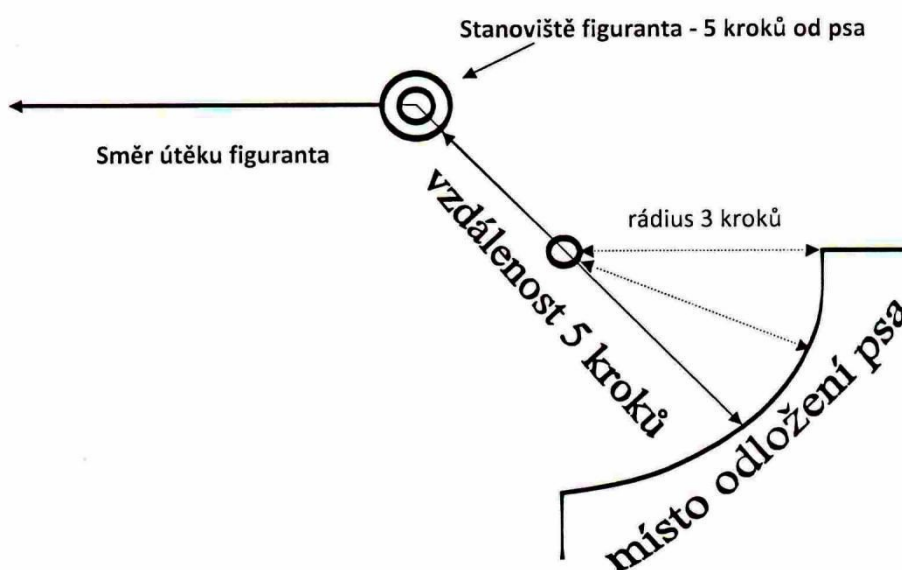 Stanoviště figuranta - 5 kroků od psa
Směr útěku figuranta
vzdálenost 5 kroků
rádius 3 kroků
místo odložení psa